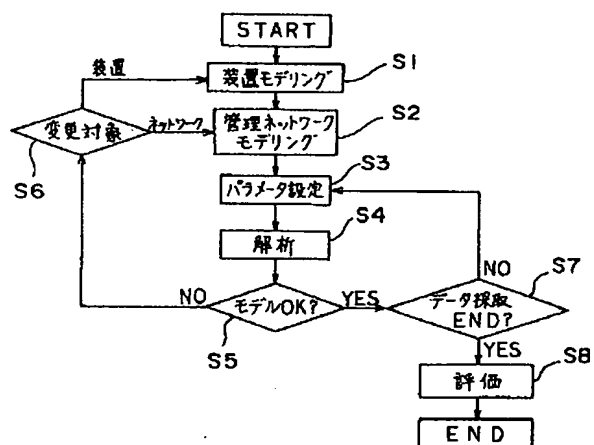 START
装置モデリング
S1
装置
管理ネットワーク
モデリング
S2
変更対象
ネットワーク
S6
パラメータ設定
S3
解析
S4
モデルOK?
NO
YES
S5
データ採取
END?
NO
S7
YES
評価
S8
END